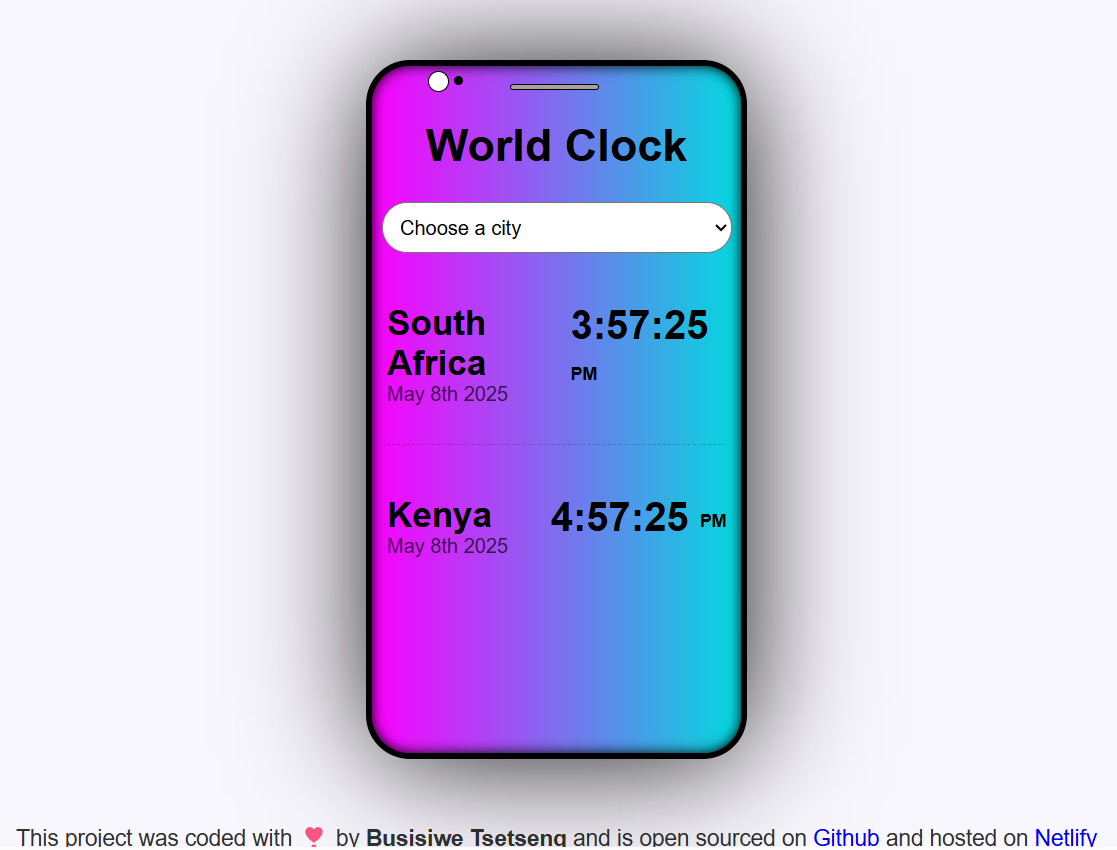 World Clock
Choose a city
South
Africa
May 8th 2025
3:57:25
PM
Kenya
May 8th 2025
4:57:25 PM
This project was coded with by Busisiwe Tsetseng and is open sourced on Github and hosted on Netlify